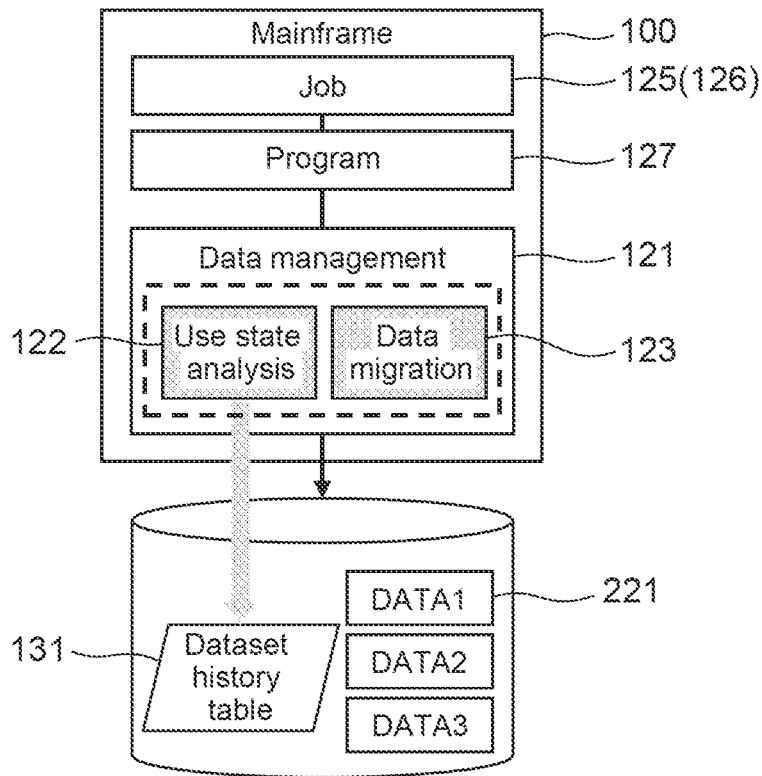 Mainframe
100
Job
125(126)
Program
127
Data management
121
122
Use state
analysis
Data
migration
123
DATA1
221
131
Dataset
history
table
DATA2
DATA3